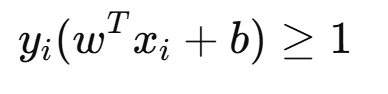 yᵢ(wᵀxᵢ + b) ≥ 1